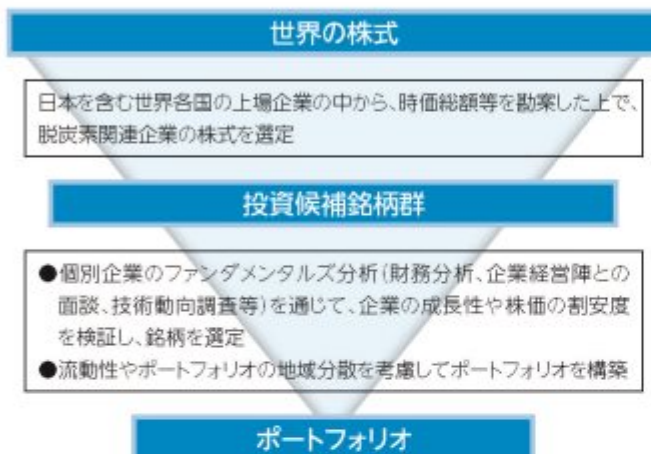 世界の株式
日本を含む世界各国の上場企業の中から、時価総額等を勘案した上で、
脱炭素関連企業の株式を選定
投資候補銘柄群
●個別企業のファンダメンタルズ分析(財務分析、企業経営陣との
面談、技術動向調査等)を通じて、企業の成長性や株価の割安度
を検証し、銘柄を選定
●流動性やポートフォリオの地域分散を考慮してポートフォリオを構築
ポートフォリオ